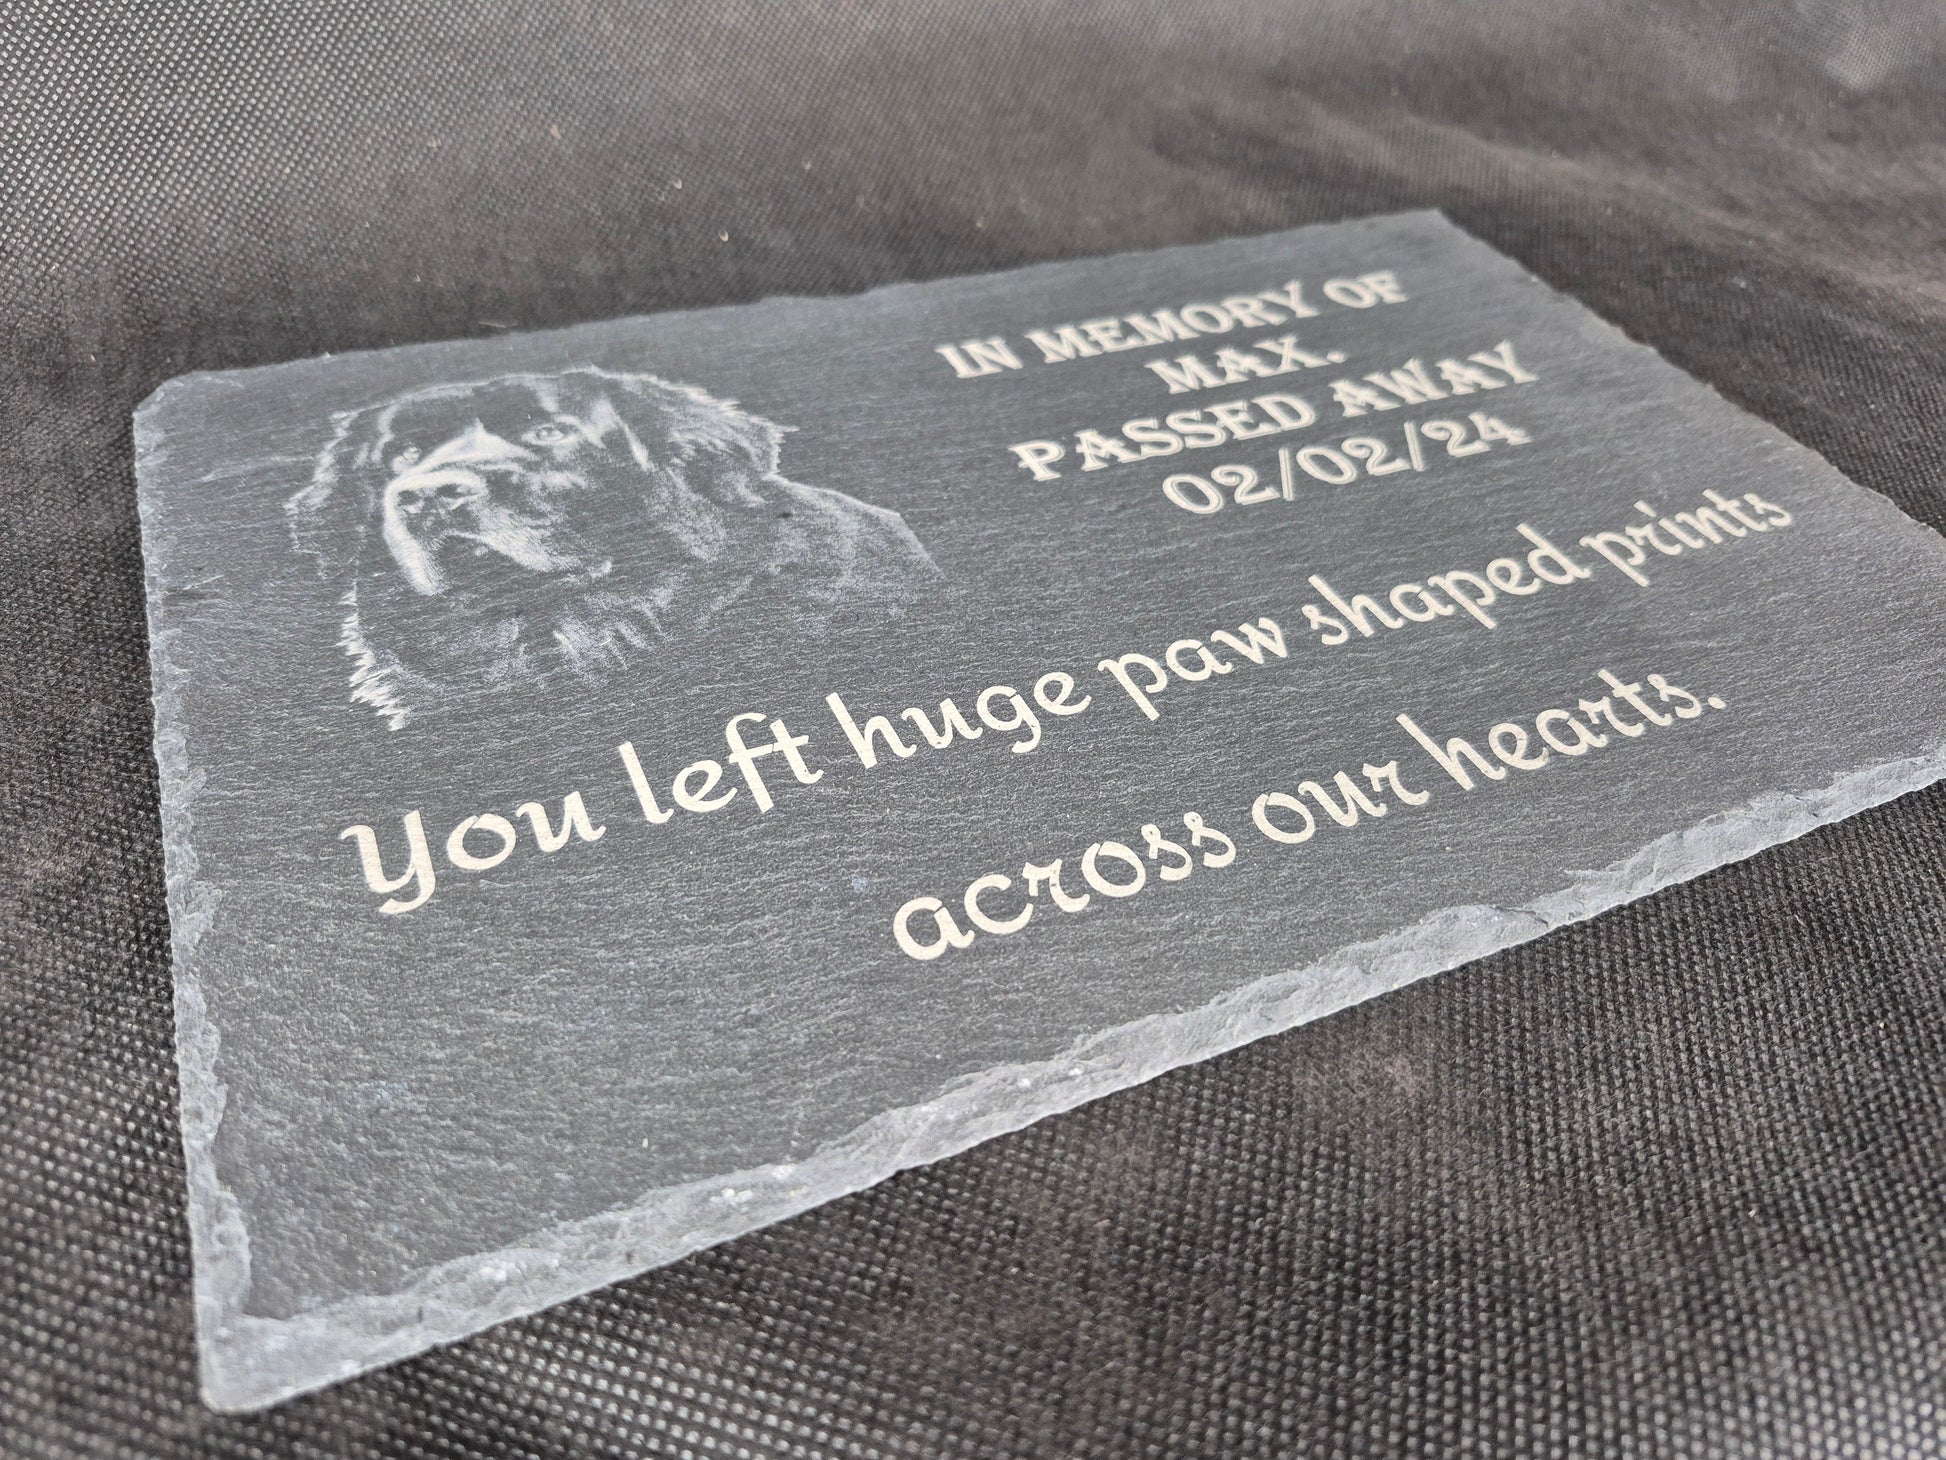 IN MEMORY OF
MAX.
PASSED AWAY
02/02/24
You left huge paw shaped prints
across our hearts.